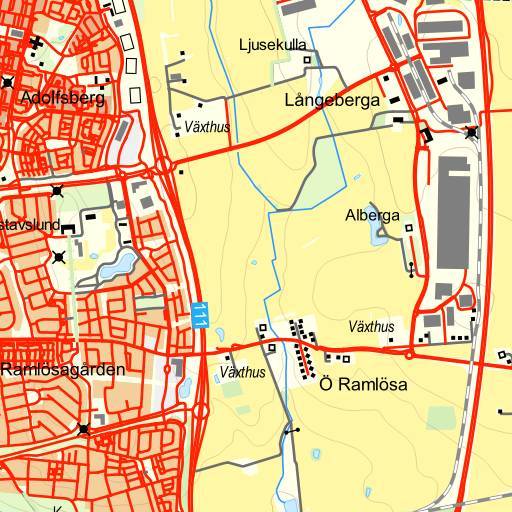 Ljusekulla
Adolfsberg
Långeberga
Växthus
stavslund
Alberga
111
Växthus
Ramlösagården
Växthus
Ö Ramlösa
K